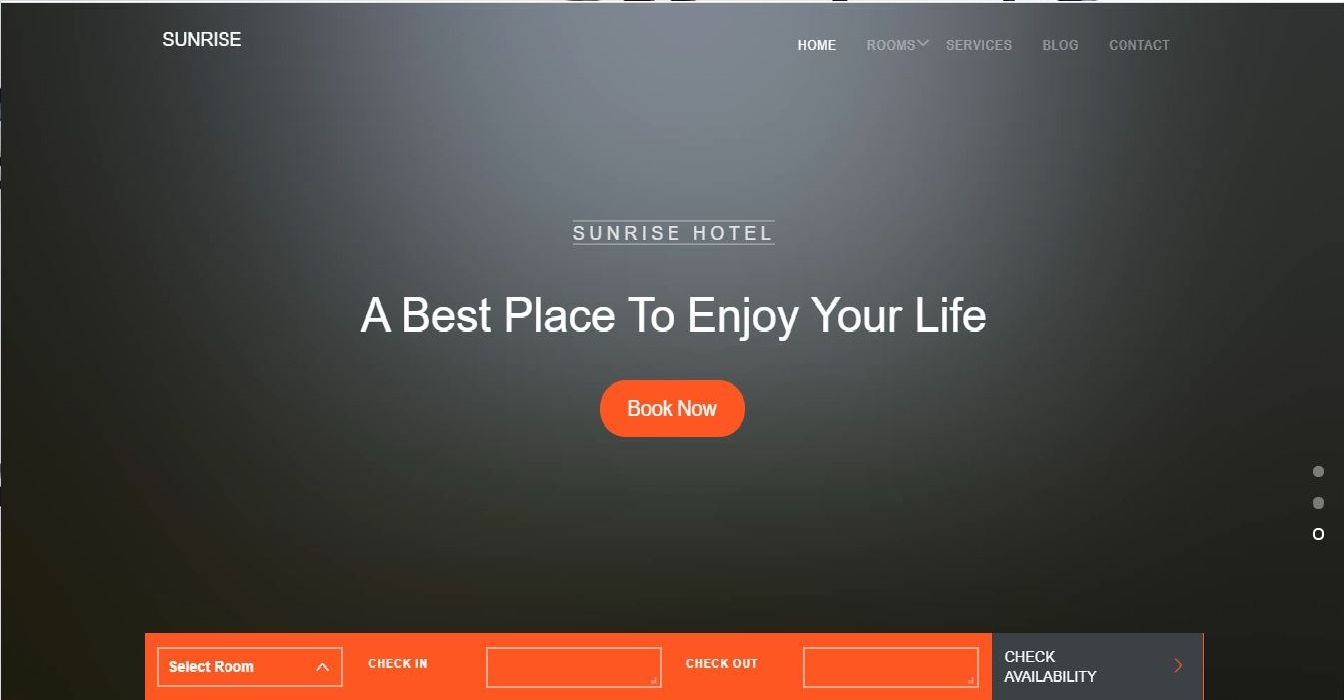 SUNRISE
HOME ROOMS SERVICES BLOG CONTACT
SUNRISE HOTEL
A Best Place To Enjoy Your Life
Book Now
Select Room
CHECK IN
CHECK OUT
CHECK
AVAILABILITY